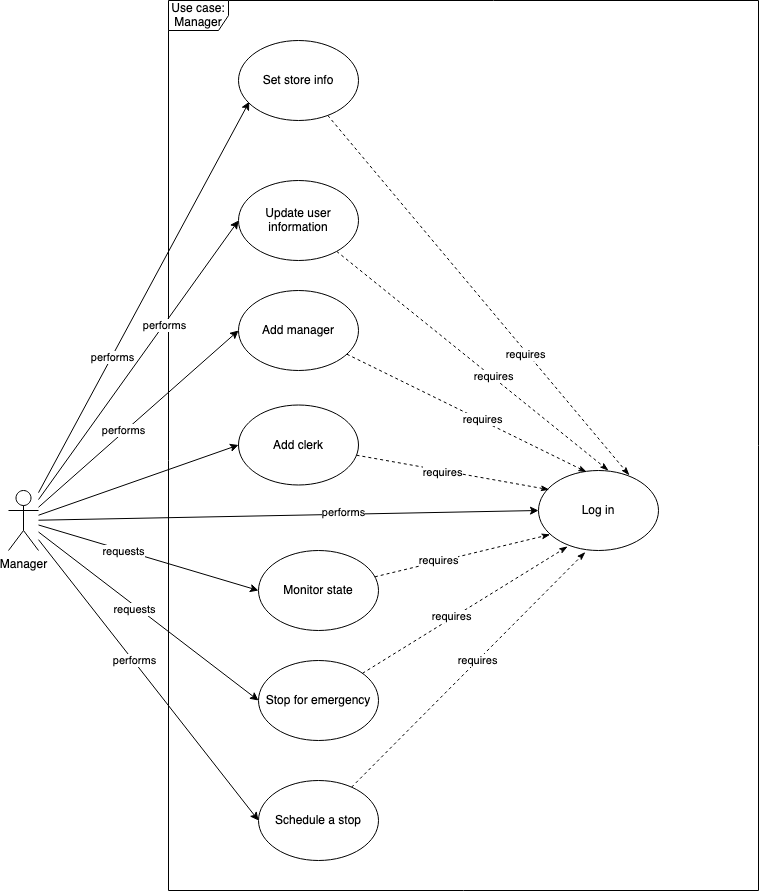 Use case:
Manager
Set store info
Update user
information
performs
requires
performs
requires
Add manager
performs
requires
Add clerk
requires
performs
Log in
Manager
requests
requires
Monitor state
requests
requires
Stop for emergency
performs
requires
Schedule a stop